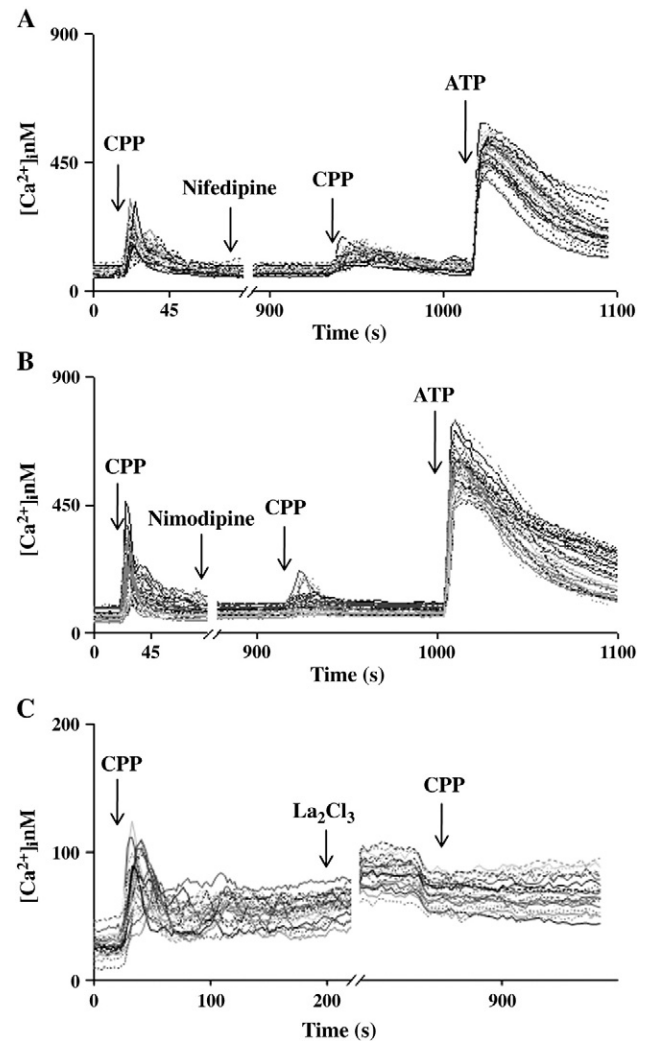 A
900
ATP
CPP
450
Nifedipine
CPP
[Ca²⁺]ᵢnM
0
0 45 900 1000 1100
Time (s)
B
900
ATP
CPP
450
Nimodipine
CPP
[Ca²⁺]ᵢnM
0
0 45 900 1000 1100
Time (s)
C
200
CPP
CPP
La₂Cl₃
100
[Ca²⁺]ᵢnM
0
0 100 200 900
Time (s)